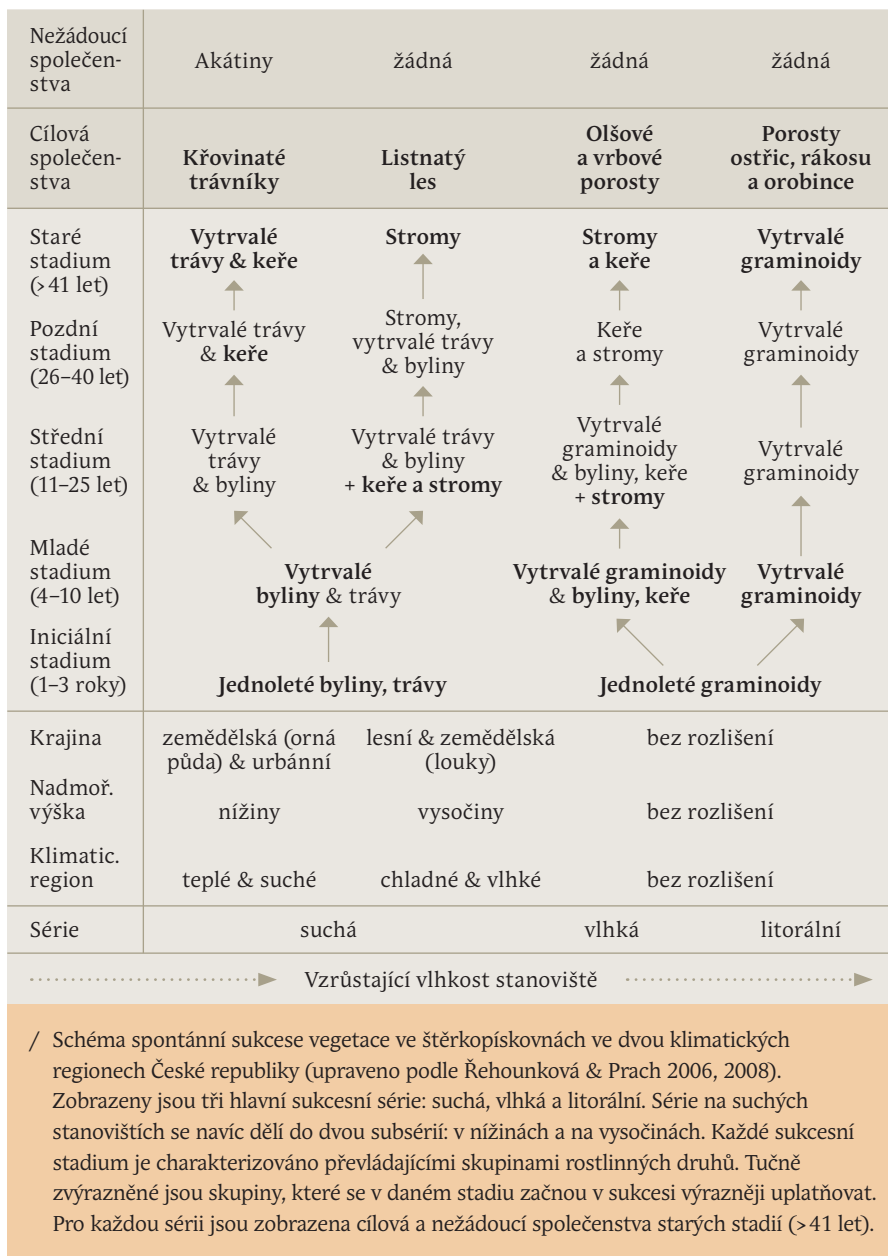 Nežádoucí
společen-
stva
Akátiny
žádná
žádná
žádná
Cílová
společen-
stva
Křovinaté
trávníky
Listnatý
les
Olšové
a vrbové
porosty
Porosty
ostřic, rákosu
a orobince
Staré
stadium
(>41 let)
Vytrvalé
trávy & keře
Stromy
Stromy
a keře
Vytrvalé
graminoidy
Pozdní
stadium
(26–40 let)
Vytrvalé trávy
& keře
Stromy,
vytrvalé trávy
& byliny
Keře
a stromy
Vytrvalé
graminoidy
Střední
stadium
(11–25 let)
Vytrvalé
trávy
& byliny
Vytrvalé trávy
& byliny
+ keře a stromy
Vytrvalé
graminoidy
& byliny, keře
+ stromy
Vytrvalé
graminoidy
Mladé
stadium
(4–10 let)
Vytrvalé
byliny & trávy
Vytrvalé graminoidy
& byliny, keře
Vytrvalé
graminoidy
Iniciální
stadium
(1–3 roky)
Jednoleté byliny, trávy
Jednoleté graminoidy
Krajina
zemědělská (orná
půda) & urbánní
lesní & zemědělská
(louky)
bez rozlišení
Nadmoř.
výška
nížiny
vysočiny
bez rozlišení
Klimatic.
region
teplé & suché
chladné & vlhké
bez rozlišení
Série
suchá
vlhká
litorální
Vzrůstající vlhkost stanoviště
/ Schéma spontánní sukcese vegetace ve štěrkopískovnách ve dvou klimatických
regionech České republiky (upraveno podle Řehounková & Prach 2006, 2008).
Zobrazeny jsou tři hlavní sukcesní série: suchá, vlhká a litorální. Série na suchých
stanovištích se navíc dělí do dvou subsérií: v nížinách a na vysočinách. Každé sukcesní
stadium je charakterizováno převládajícími skupinami rostlinných druhů. Tučně
zvýrazněné jsou skupiny, které se v daném stadiu začnou v sukcesi výrazněji uplatňovat.
Pro každou sérii jsou zobrazena cílová a nežádoucí společenstva starých stadií (>41 let).